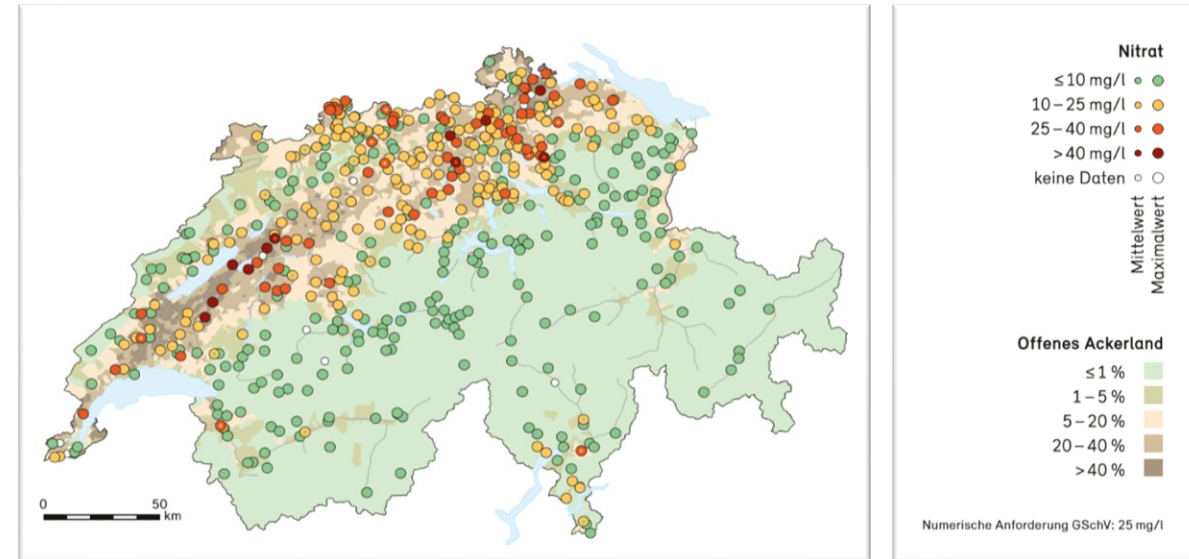 0
50
km
Nitrat
≤10 mg/l
10–25 mg/l
25–40 mg/l
>40 mg/l
keine Daten
Mittelwert
Maximalwert
Offenes Ackerland
≤1 %
1–5 %
5–20 %
20–40 %
>40 %
Numerische Anforderung GSchV: 25 mg/l